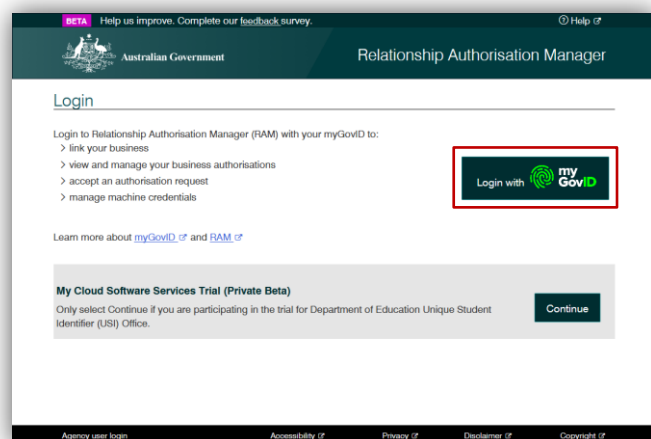 BETA Help us improve. Complete our feedback survey. Help
Australian Government
Relationship Authorisation Manager
Login
Login to Relationship Authorisation Manager (RAM) with your myGovID to:
> link your business
> view and manage your business authorisations
> accept an authorisation request
> manage machine credentials
Login with my GovID
Learn more about myGovID and RAM
My Cloud Software Services Trial (Private Beta)
Only select Continue if you are participating in the trial for Department of Education Unique Student
Identifier (USI) Office.
Continue
Agency user login Accessibility Privacy Disclaimer Copyright